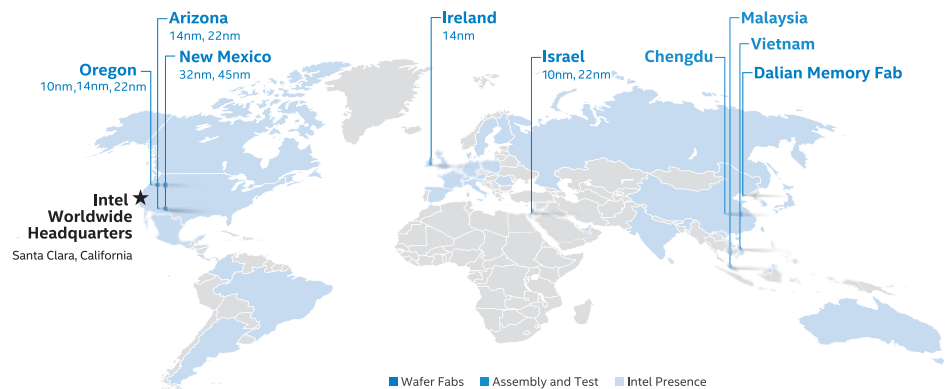 Arizona
14nm, 22nm
New Mexico
32nm, 45nm
Oregon
10nm,14nm, 22nm
Intel
Worldwide
Headquarters
Santa Clara, California
Ireland
14nm
Israel
10nm, 22nm
Malaysia
Vietnam
Chengdu
Dalian Memory Fab
Wafer Fabs
Assembly and Test
Intel Presence